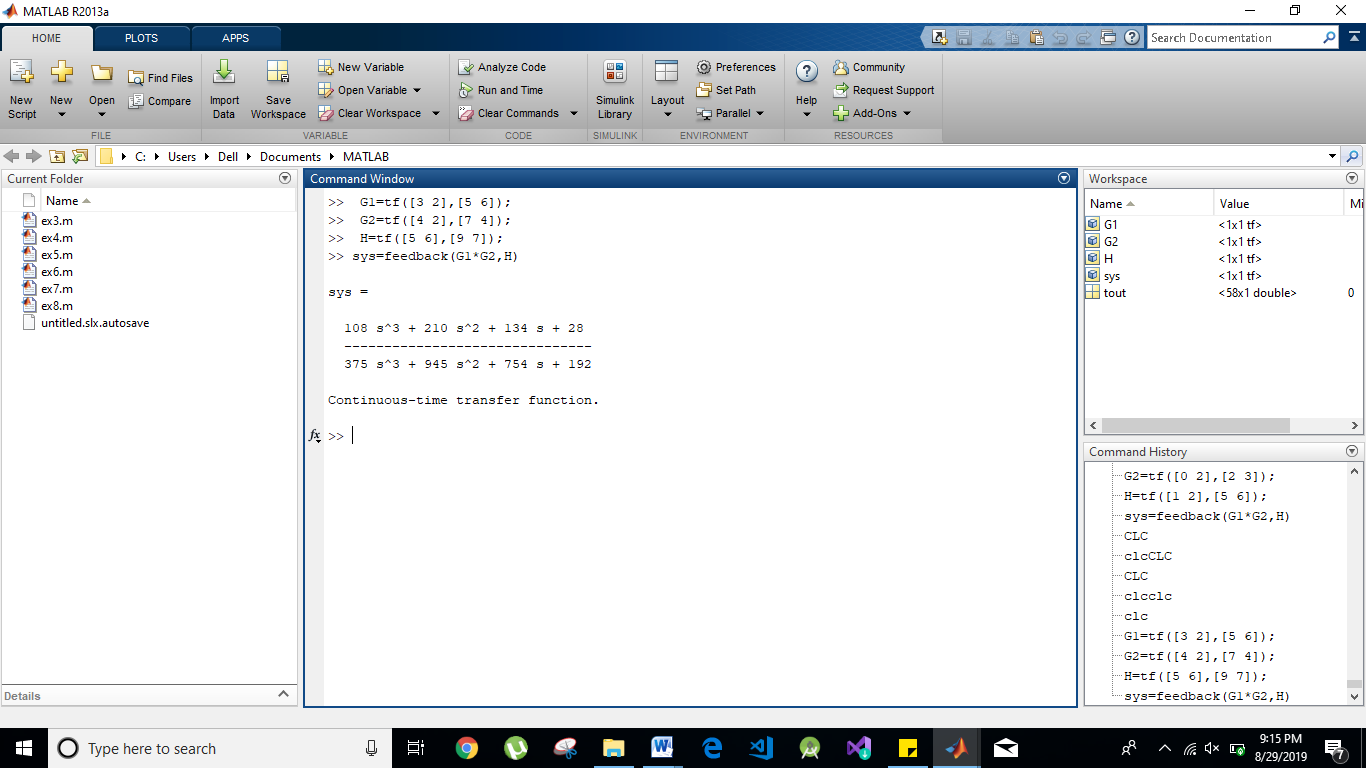 MATLAB R2013a
HOME
PLOTS
APPS
Search Documentation
New Script
New
Open
Find Files
Compare
Import Data
Save Workspace
New Variable
Open Variable
Clear Workspace
Analyze Code
Run and Time
Clear Commands
Simulink Library
Layout
Preferences
Set Path
Parallel
Help
Community
Request Support
Add-Ons
FILE
VARIABLE
CODE
SIMULINK
ENVIRONMENT
RESOURCES
C: Users Dell Documents MATLAB
Current Folder
Name
ex3.m
ex4.m
ex5.m
ex6.m
ex7.m
ex8.m
untitled.slx.autosave
Details
Command Window
>>  G1=tf([3 2],[5 6]);
>>  G2=tf([4 2],[7 4]);
>>  H=tf([5 6],[9 7]);
>> sys=feedback(G1*G2,H)
sys =
108 s^3 + 210 s^2 + 134 s + 28
-------------------------------
375 s^3 + 945 s^2 + 754 s + 192
Continuous-time transfer function.
fx >>
Workspace
Name Value Mi
G1 <1x1 tf>
G2 <1x1 tf>
H <1x1 tf>
sys <1x1 tf>
tout <58x1 double> 0
Command History
G2=tf([0 2],[2 3]);
H=tf([1 2],[5 6]);
sys=feedback(G1*G2,H)
CLC
clcCLC
CLC
clcclc
clc
G1=tf([3 2],[5 6]);
G2=tf([4 2],[7 4]);
H=tf([5 6],[9 7]);
sys=feedback(G1*G2,H)
Type here to search
9:15 PM
8/29/2019
7